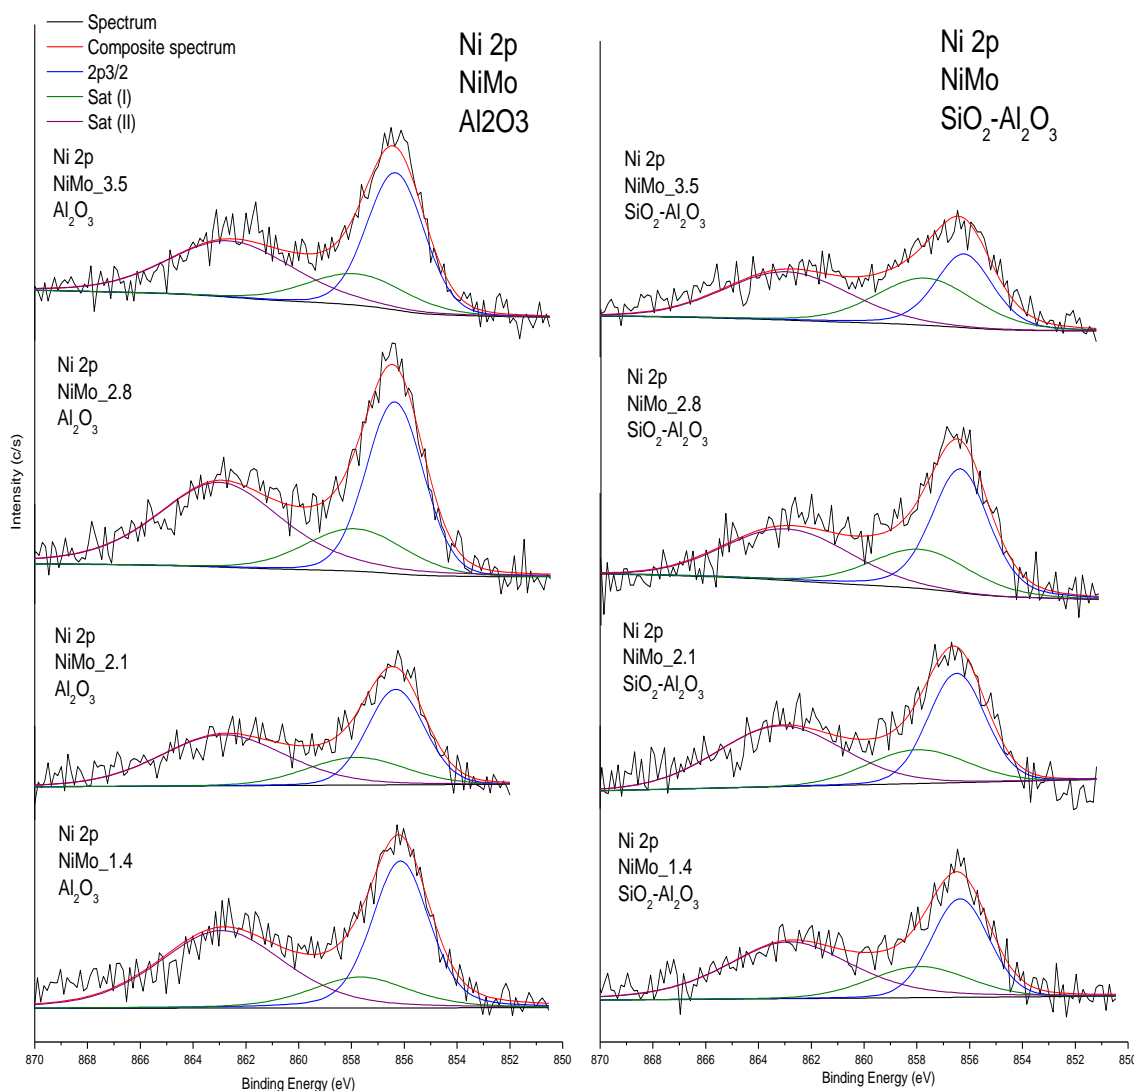 Spectrum
Composite spectrum
2p3/2
Sat (I)
Sat (II)
Ni 2p
NiMo
Al2O3
Ni 2p
NiMo_3.5
Al₂O₃
Ni 2p
NiMo_2.8
Al₂O₃
Ni 2p
NiMo_2.1
Al₂O₃
Ni 2p
NiMo_1.4
Al₂O₃
Intensity (c/s)
870 868 866 864 862 860 858 856 854 852 850
Binding Energy (eV)
Ni 2p
NiMo
SiO₂-Al₂O₃
Ni 2p
NiMo_3.5
SiO₂-Al₂O₃
Ni 2p
NiMo_2.8
SiO₂-Al₂O₃
Ni 2p
NiMo_2.1
SiO₂-Al₂O₃
Ni 2p
NiMo_1.4
SiO₂-Al₂O₃
870 868 866 864 862 860 858 856 854 852 850
Binding Energy (eV)